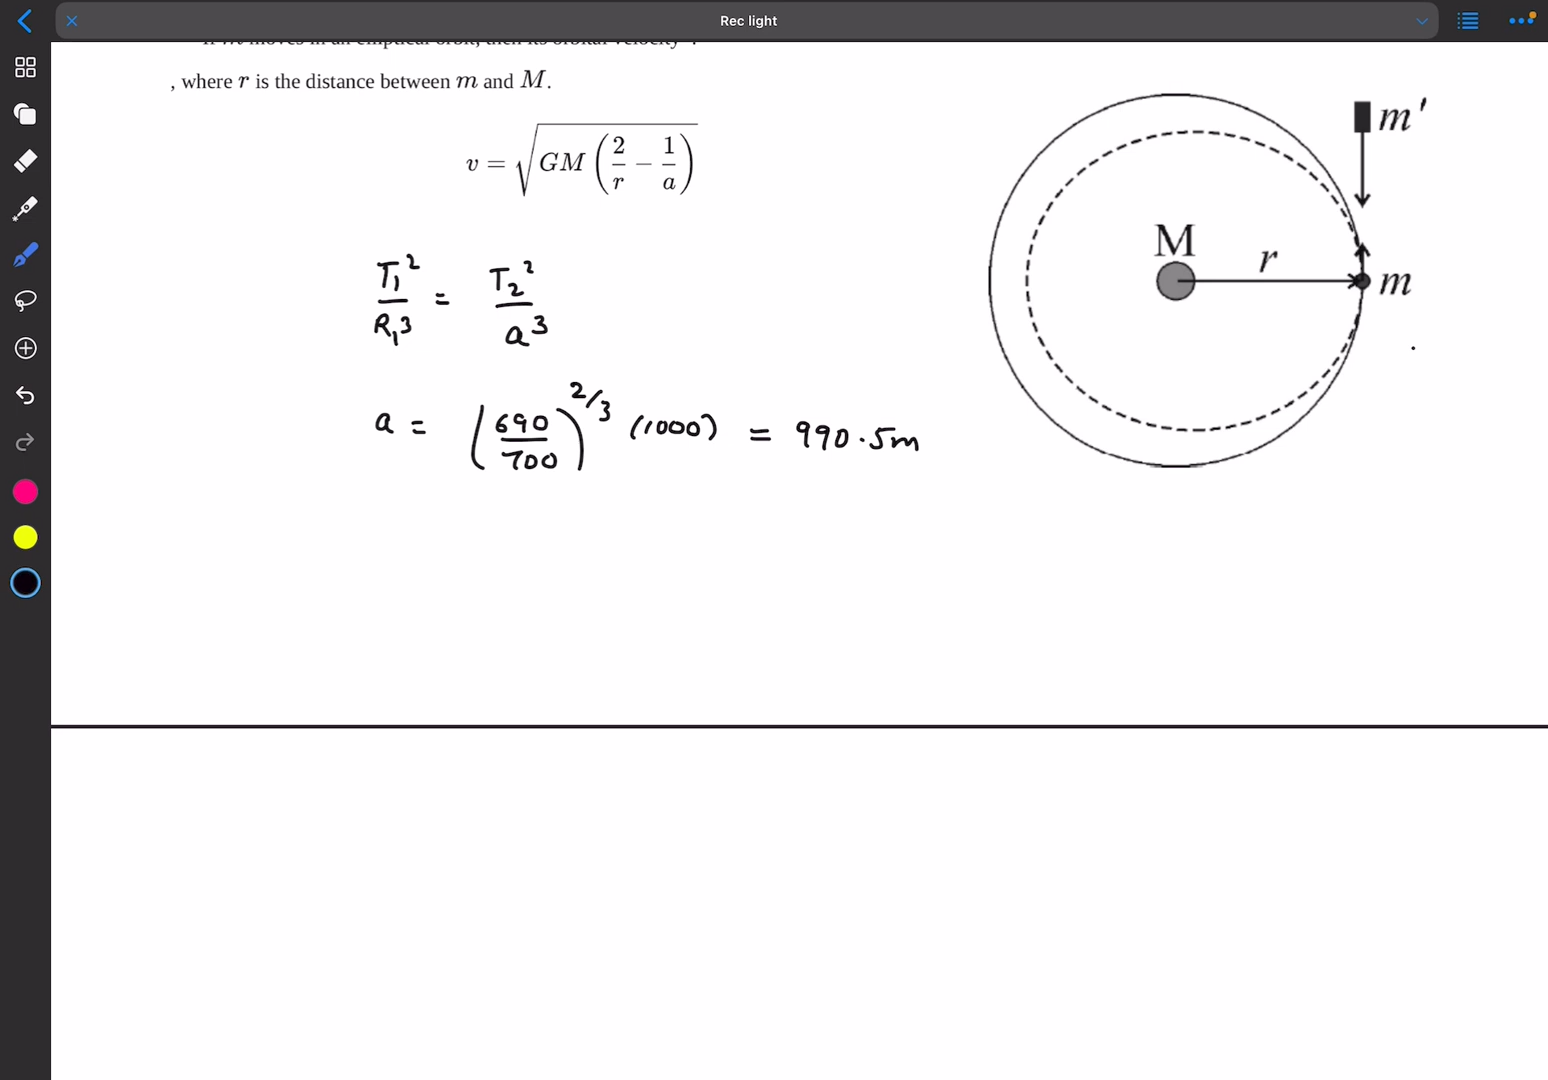 Rec light
, where r is the distance between m and M.
v = √(GM (2/r − 1/a))
T₁²/R₁³ = T₂²/a³
a = (690/700)^2/3 (1000) = 990.5m
m′
M
r
m